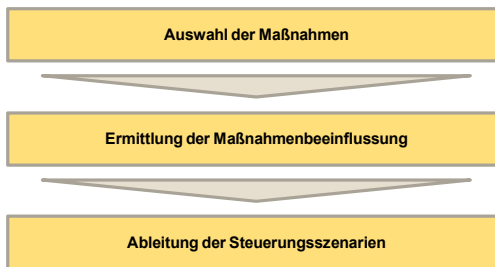 Auswahl der Maßnahmen
Ermittlung der Maßnahmenbeeinflussung
Ableitung der Steuerungsszenarien